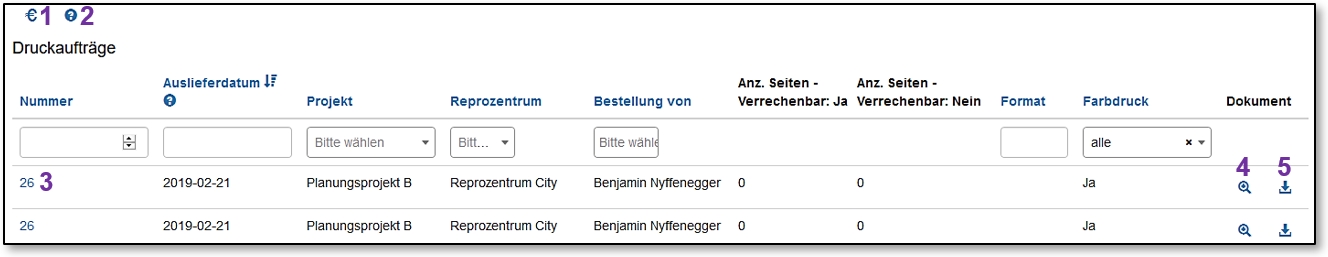 € 1 ? 2
Druckaufträge
Nummer Auslieferdatum ? Projekt Reprozentrum Bestellung von Anz. Seiten - Verrechenbar: Ja Anz. Seiten - Verrechenbar: Nein Format Farbdruck Dokument
Bitte wählen Bitt... Bitte wähle alle ×
4 5
26 3 2019-02-21 Planungsprojekt B Reprozentrum City Benjamin Nyffenegger 0 0 Ja
26 2019-02-21 Planungsprojekt B Reprozentrum City Benjamin Nyffenegger 0 0 Ja